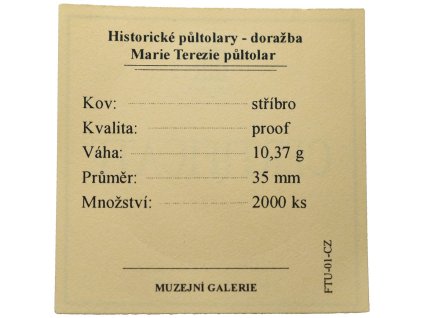 Historické půltolary - doražba
Marie Terezie půltolar
Kov: stříbro
Kvalita: proof
Váha: 10,37 g
Průměr: 35 mm
Množství: 2000 ks
MUZEJNÍ GALERIE
FTU-01-CZ